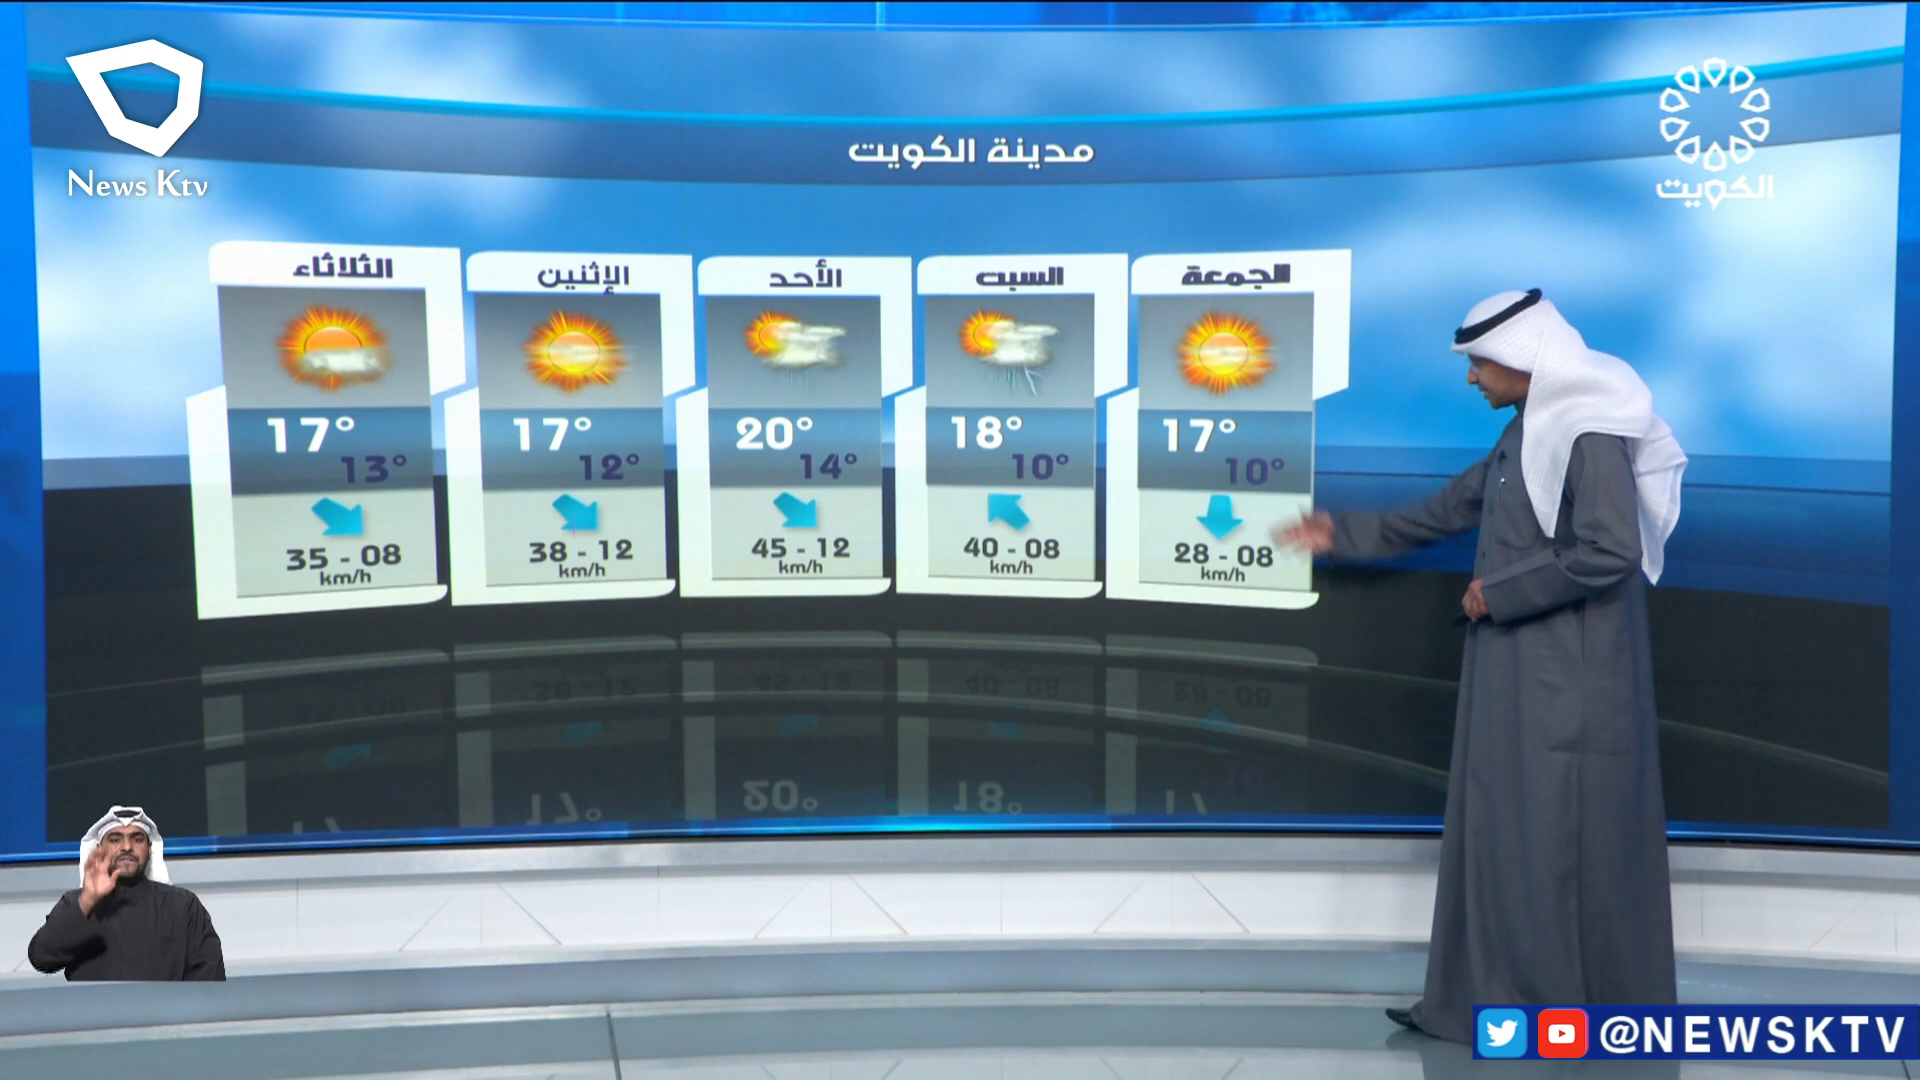 News Ktv
الكويت
مدينة الكويت
الجمعة
17°
10°
28 - 08
km/h
السبت
18°
10°
40 - 08
km/h
الأحد
20°
14°
45 - 12
km/h
الإثنين
17°
12°
38 - 12
km/h
الثلاثاء
17°
13°
35 - 08
km/h
@NEWSKTV